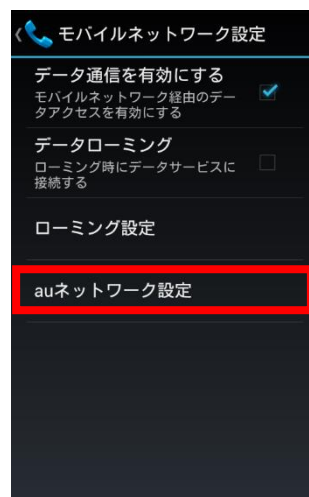 モバイルネットワーク設定
データ通信を有効にする
モバイルネットワーク経由のデー
タアクセスを有効にする
データローミング
ローミング時にデータサービスに
接続する
ローミング設定
auネットワーク設定